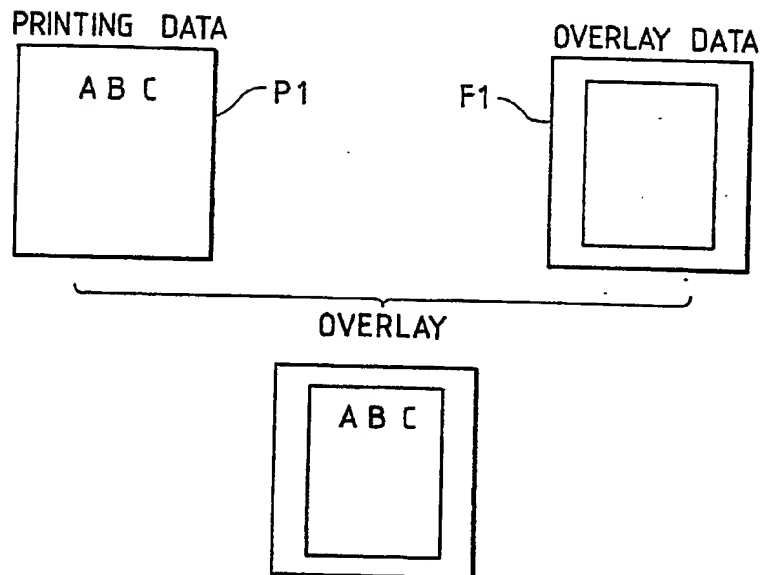 PRINTING DATA
OVERLAY DATA
A B C
P1
F1
OVERLAY
A B C